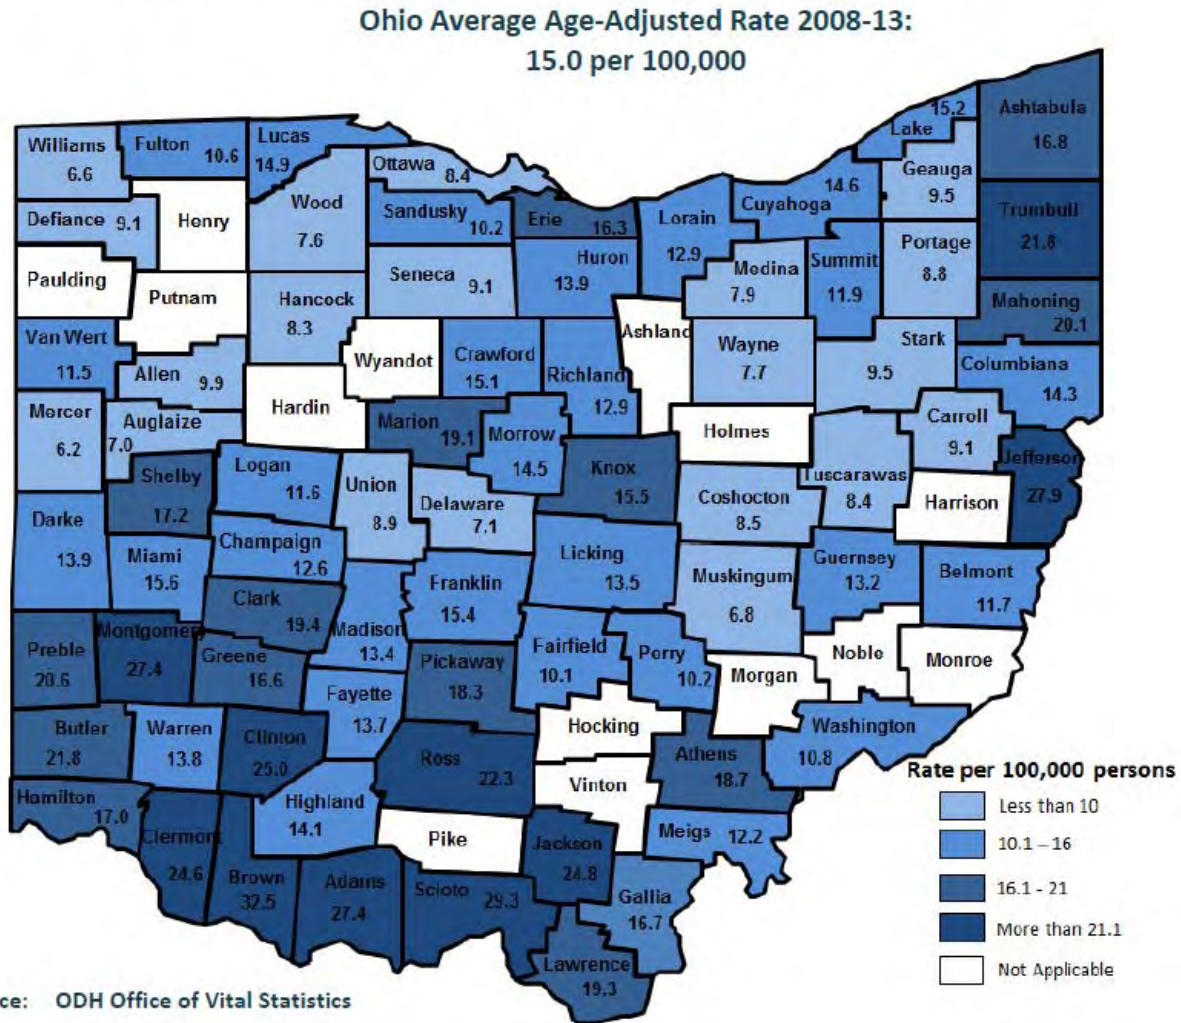 Ohio Average Age-Adjusted Rate 2008-13:
15.0 per 100,000
Williams
6.6
Fulton
10.6
Lucas
14.9
Ottawa
8.4
Lake
15.2
Ashtabula
16.8
Defiance
9.1
Henry
Wood
7.6
Sandusky
10.2
Erie
16.3
Lorain
12.9
Cuyahoga
14.6
Geauga
9.5
Trumbull
21.8
Paulding
Putnam
Hancock
8.3
Seneca
9.1
Huron
13.9
Medina
7.9
Summit
11.9
Portage
8.8
Mahoning
20.1
Van Wert
11.5
Allen
9.9
Hardin
Wyandot
Crawford
15.1
Richland
12.9
Ashland
Wayne
7.7
Stark
9.5
Columbiana
14.3
Mercer
6.2
Auglaize
7.0
Marion
19.1
Morrow
14.5
Holmes
Carroll
9.1
Jefferson
27.9
Shelby
17.2
Logan
11.6
Union
8.9
Delaware
7.1
Knox
15.5
Coshocton
8.5
Tuscarawas
8.4
Harrison
Darke
13.9
Miami
15.6
Champaign
12.6
Franklin
15.4
Licking
13.5
Muskingum
6.8
Guernsey
13.2
Belmont
11.7
Clark
19.4
Madison
13.4
Preble
20.6
Montgomery
27.4
Greene
16.6
Pickaway
18.3
Fairfield
10.1
Perry
10.2
Morgan
Noble
Monroe
Fayette
13.7
Hocking
Washington
10.8
Butler
21.8
Warren
13.8
Clinton
25.0
Ross
22.3
Vinton
Athens
18.7
Hamilton
17.0
Clermont
24.6
Highland
14.1
Pike
Jackson
24.8
Meigs
12.2
Brown
32.5
Adams
27.4
Scioto
29.3
Gallia
16.7
Lawrence
19.3
Rate per 100,000 persons
Less than 10
10.1 – 16
16.1 - 21
More than 21.1
Not Applicable
ce: ODH Office of Vital Statistics